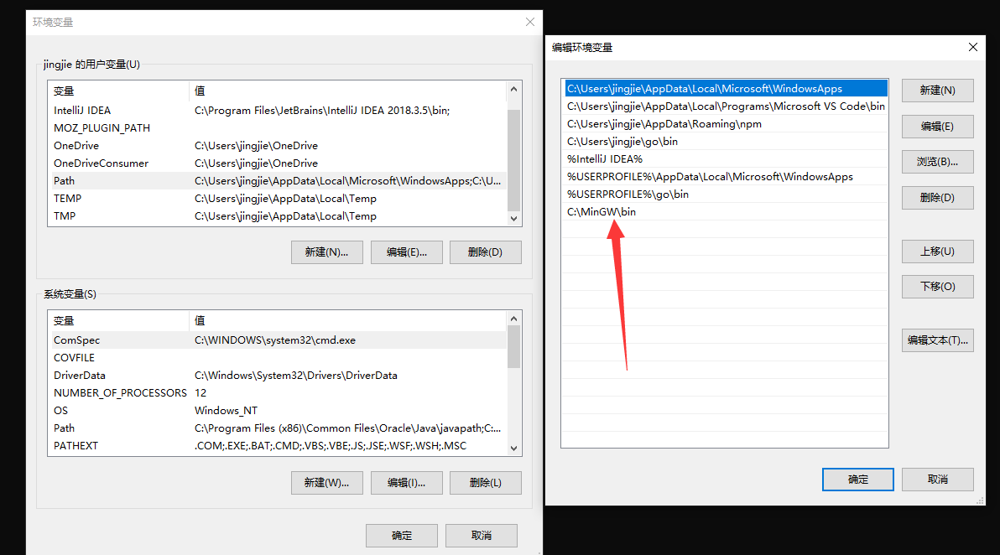 环境变量
jingjie 的用户变量(U)
变量 值
IntelliJ IDEA C:\Program Files\JetBrains\IntelliJ IDEA 2018.3.5\bin;
MOZ_PLUGIN_PATH
OneDrive C:\Users\jingjie\OneDrive
OneDriveConsumer C:\Users\jingjie\OneDrive
Path C:\Users\jingjie\AppData\Local\Microsoft\WindowsApps;C:\U...
TEMP C:\Users\jingjie\AppData\Local\Temp
TMP C:\Users\jingjie\AppData\Local\Temp
新建(N)... 编辑(E)... 删除(D)
系统变量(S)
变量 值
ComSpec C:\WINDOWS\system32\cmd.exe
COVFILE
DriverData C:\Windows\System32\Drivers\DriverData
NUMBER_OF_PROCESSORS 12
OS Windows_NT
Path C:\Program Files (x86)\Common Files\Oracle\Java\javapath;C:...
PATHEXT .COM;.EXE;.BAT;.CMD;.VBS;.VBE;.JS;.JSE;.WSF;.WSH;.MSC
新建(W)... 编辑(I)... 删除(L)
确定 取消
编辑环境变量
C:\Users\jingjie\AppData\Local\Microsoft\WindowsApps
C:\Users\jingjie\AppData\Local\Programs\Microsoft VS Code\bin
C:\Users\jingjie\AppData\Roaming\npm
C:\Users\jingjie\go\bin
%IntelliJ IDEA%
%USERPROFILE%\AppData\Local\Microsoft\WindowsApps
%USERPROFILE%\go\bin
C:\MinGW\bin
新建(N)
编辑(E)
浏览(B)...
删除(D)
上移(U)
下移(O)
编辑文本(T)...
确定 取消